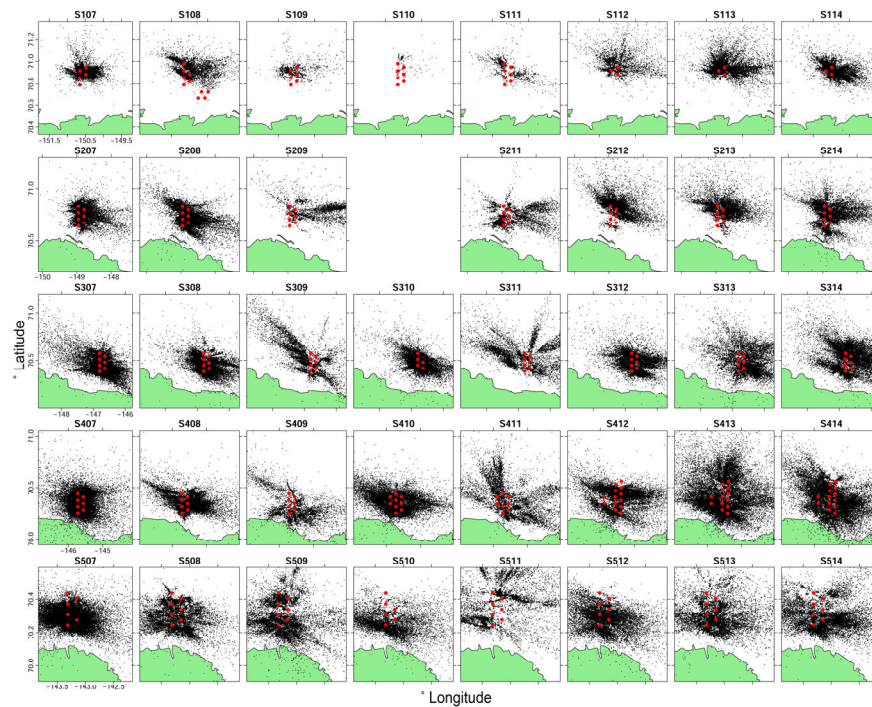 S107 S108 S109 S110 S111 S112 S113 S114
71.2
71.0
70.8
70.6
70.4
−151.5 −150.5 −149.5
S207 S208 S209 S211 S212 S213 S214
71.0
70.5
−150 −149 −148
S307 S308 S309 S310 S311 S312 S313 S314
71.0
70.5
−148 −147 −146
° Latitude
S407 S408 S409 S410 S411 S412 S413 S414
71.0
70.5
70.0
−146 −145
S507 S508 S509 S510 S511 S512 S513 S514
70.4
70.2
70.0
−143.5 −143.0 −142.5
° Longitude